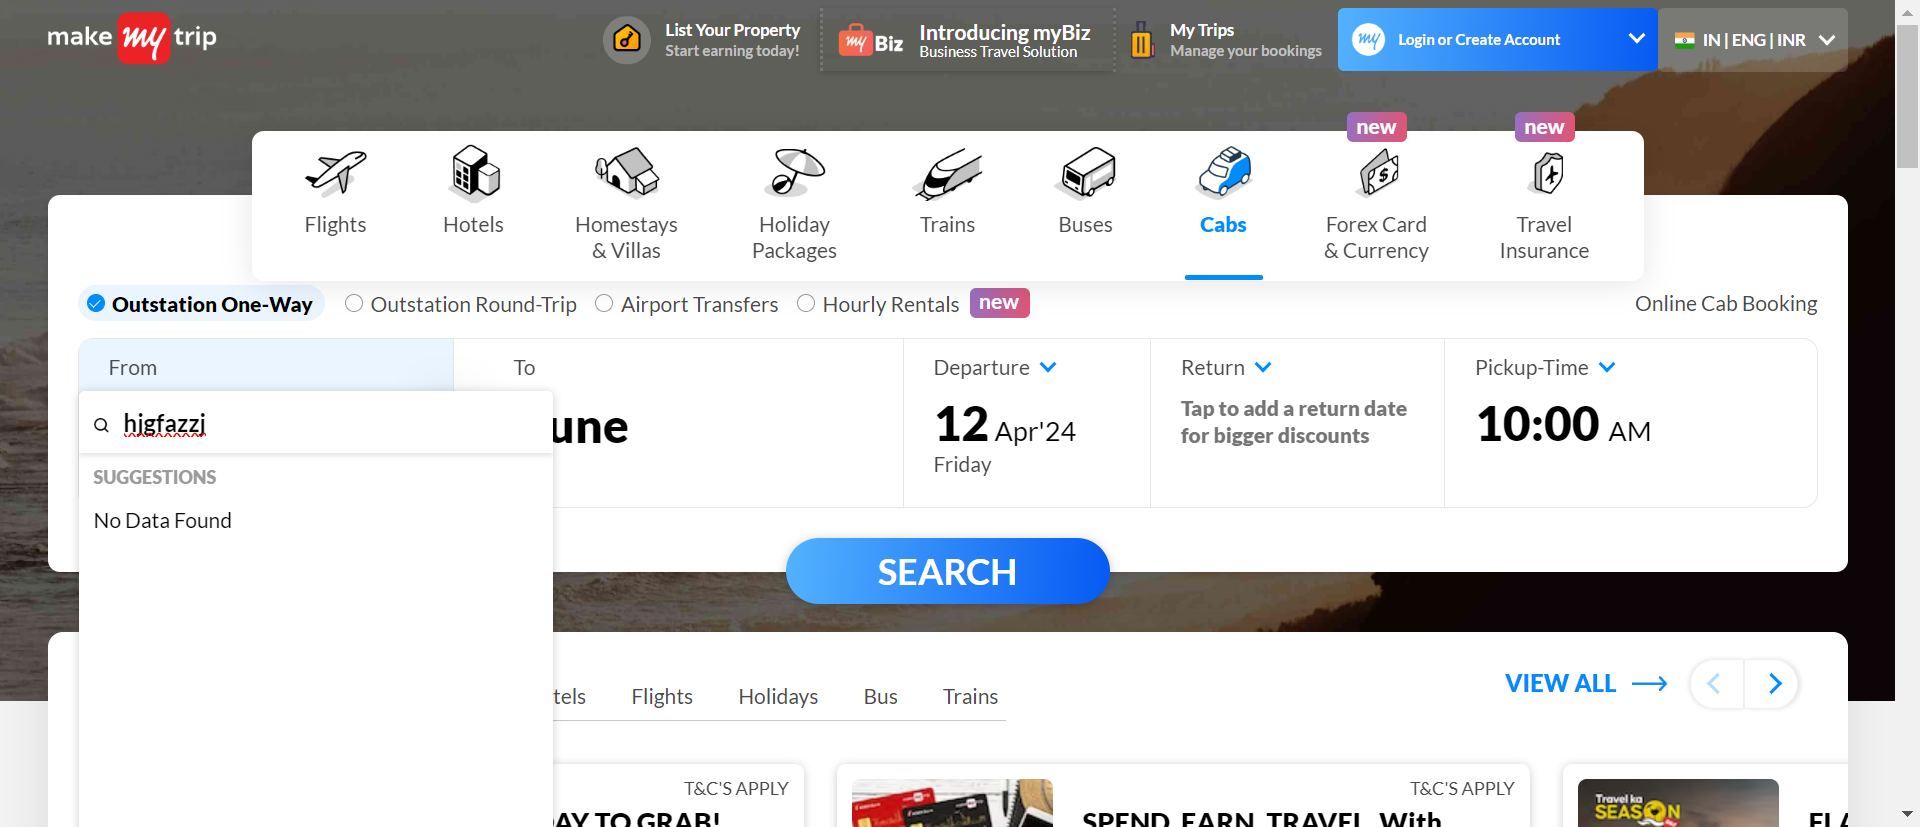 make my trip
List Your Property
Start earning today!
my Biz
Introducing myBiz
Business Travel Solution
My Trips
Manage your bookings
my
Login or Create Account
IN | ENG | INR
new
new
Flights
Hotels
Homestays
& Villas
Holiday
Packages
Trains
Buses
Cabs
Forex Card
& Currency
Travel
Insurance
Outstation One-Way
Outstation Round-Trip
Airport Transfers
Hourly Rentals
new
Online Cab Booking
From
To
Departure
Return
Pickup-Time
hjgfazzj
une
12 Apr'24
Friday
Tap to add a return date
for bigger discounts
10:00 AM
SUGGESTIONS
No Data Found
SEARCH
tels
Flights
Holidays
Bus
Trains
VIEW ALL
T&C'S APPLY
AY TO GRAB!
T&C'S APPLY
SPEND, EARN, TRAVEL. With
Travel ka
SEASON